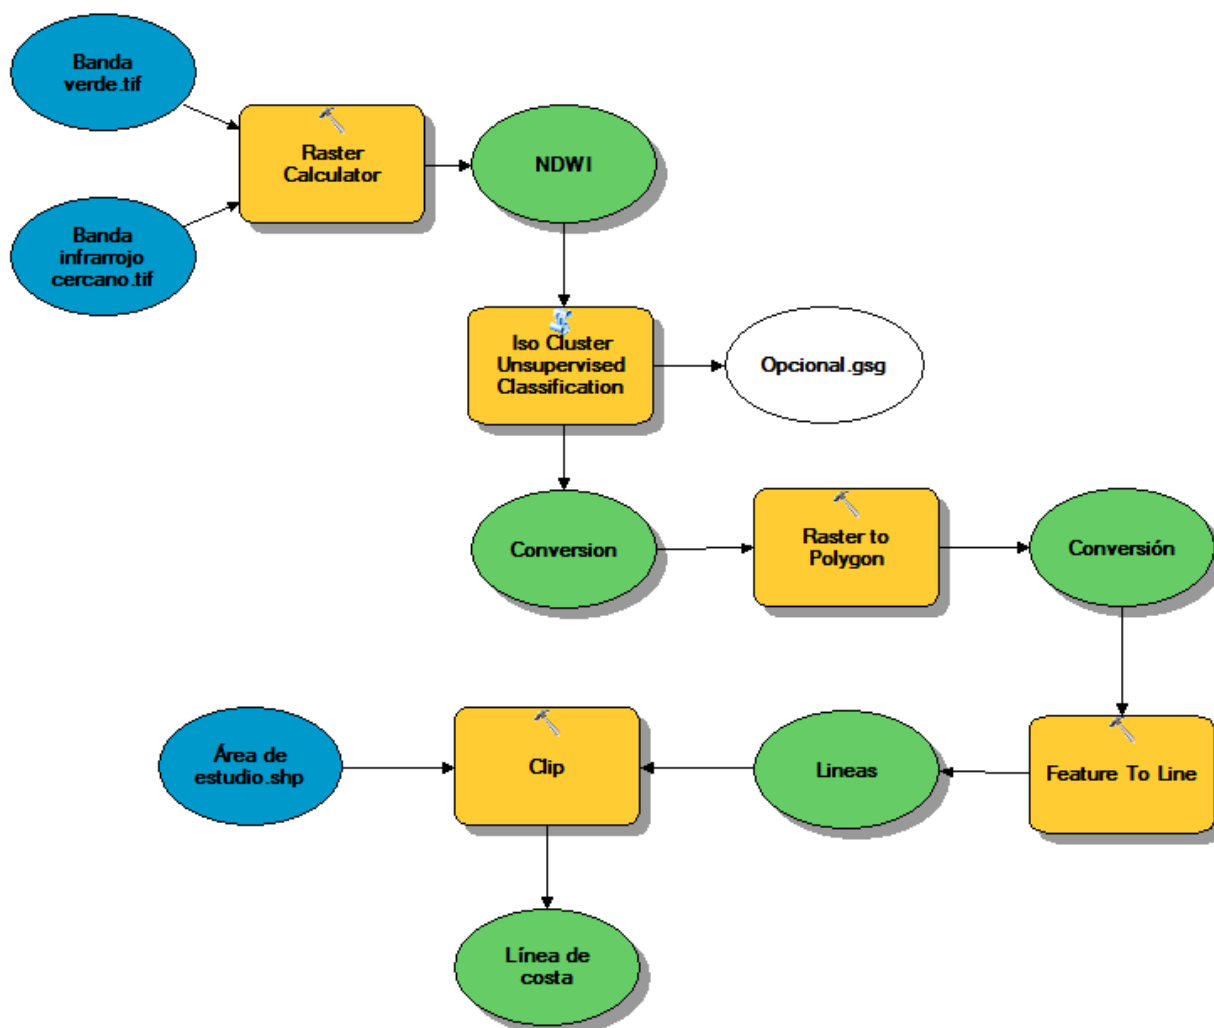 Banda
verde.tif
Raster
Calculator
NDWI
Banda
infrarrojo
cercano.tif
Iso Cluster
Unsupervised
Classification
Opcional.gsg
Conversion
Raster to
Polygon
Conversión
Área de
estudio.shp
Clip
Lineas
Feature To Line
Línea de
costa